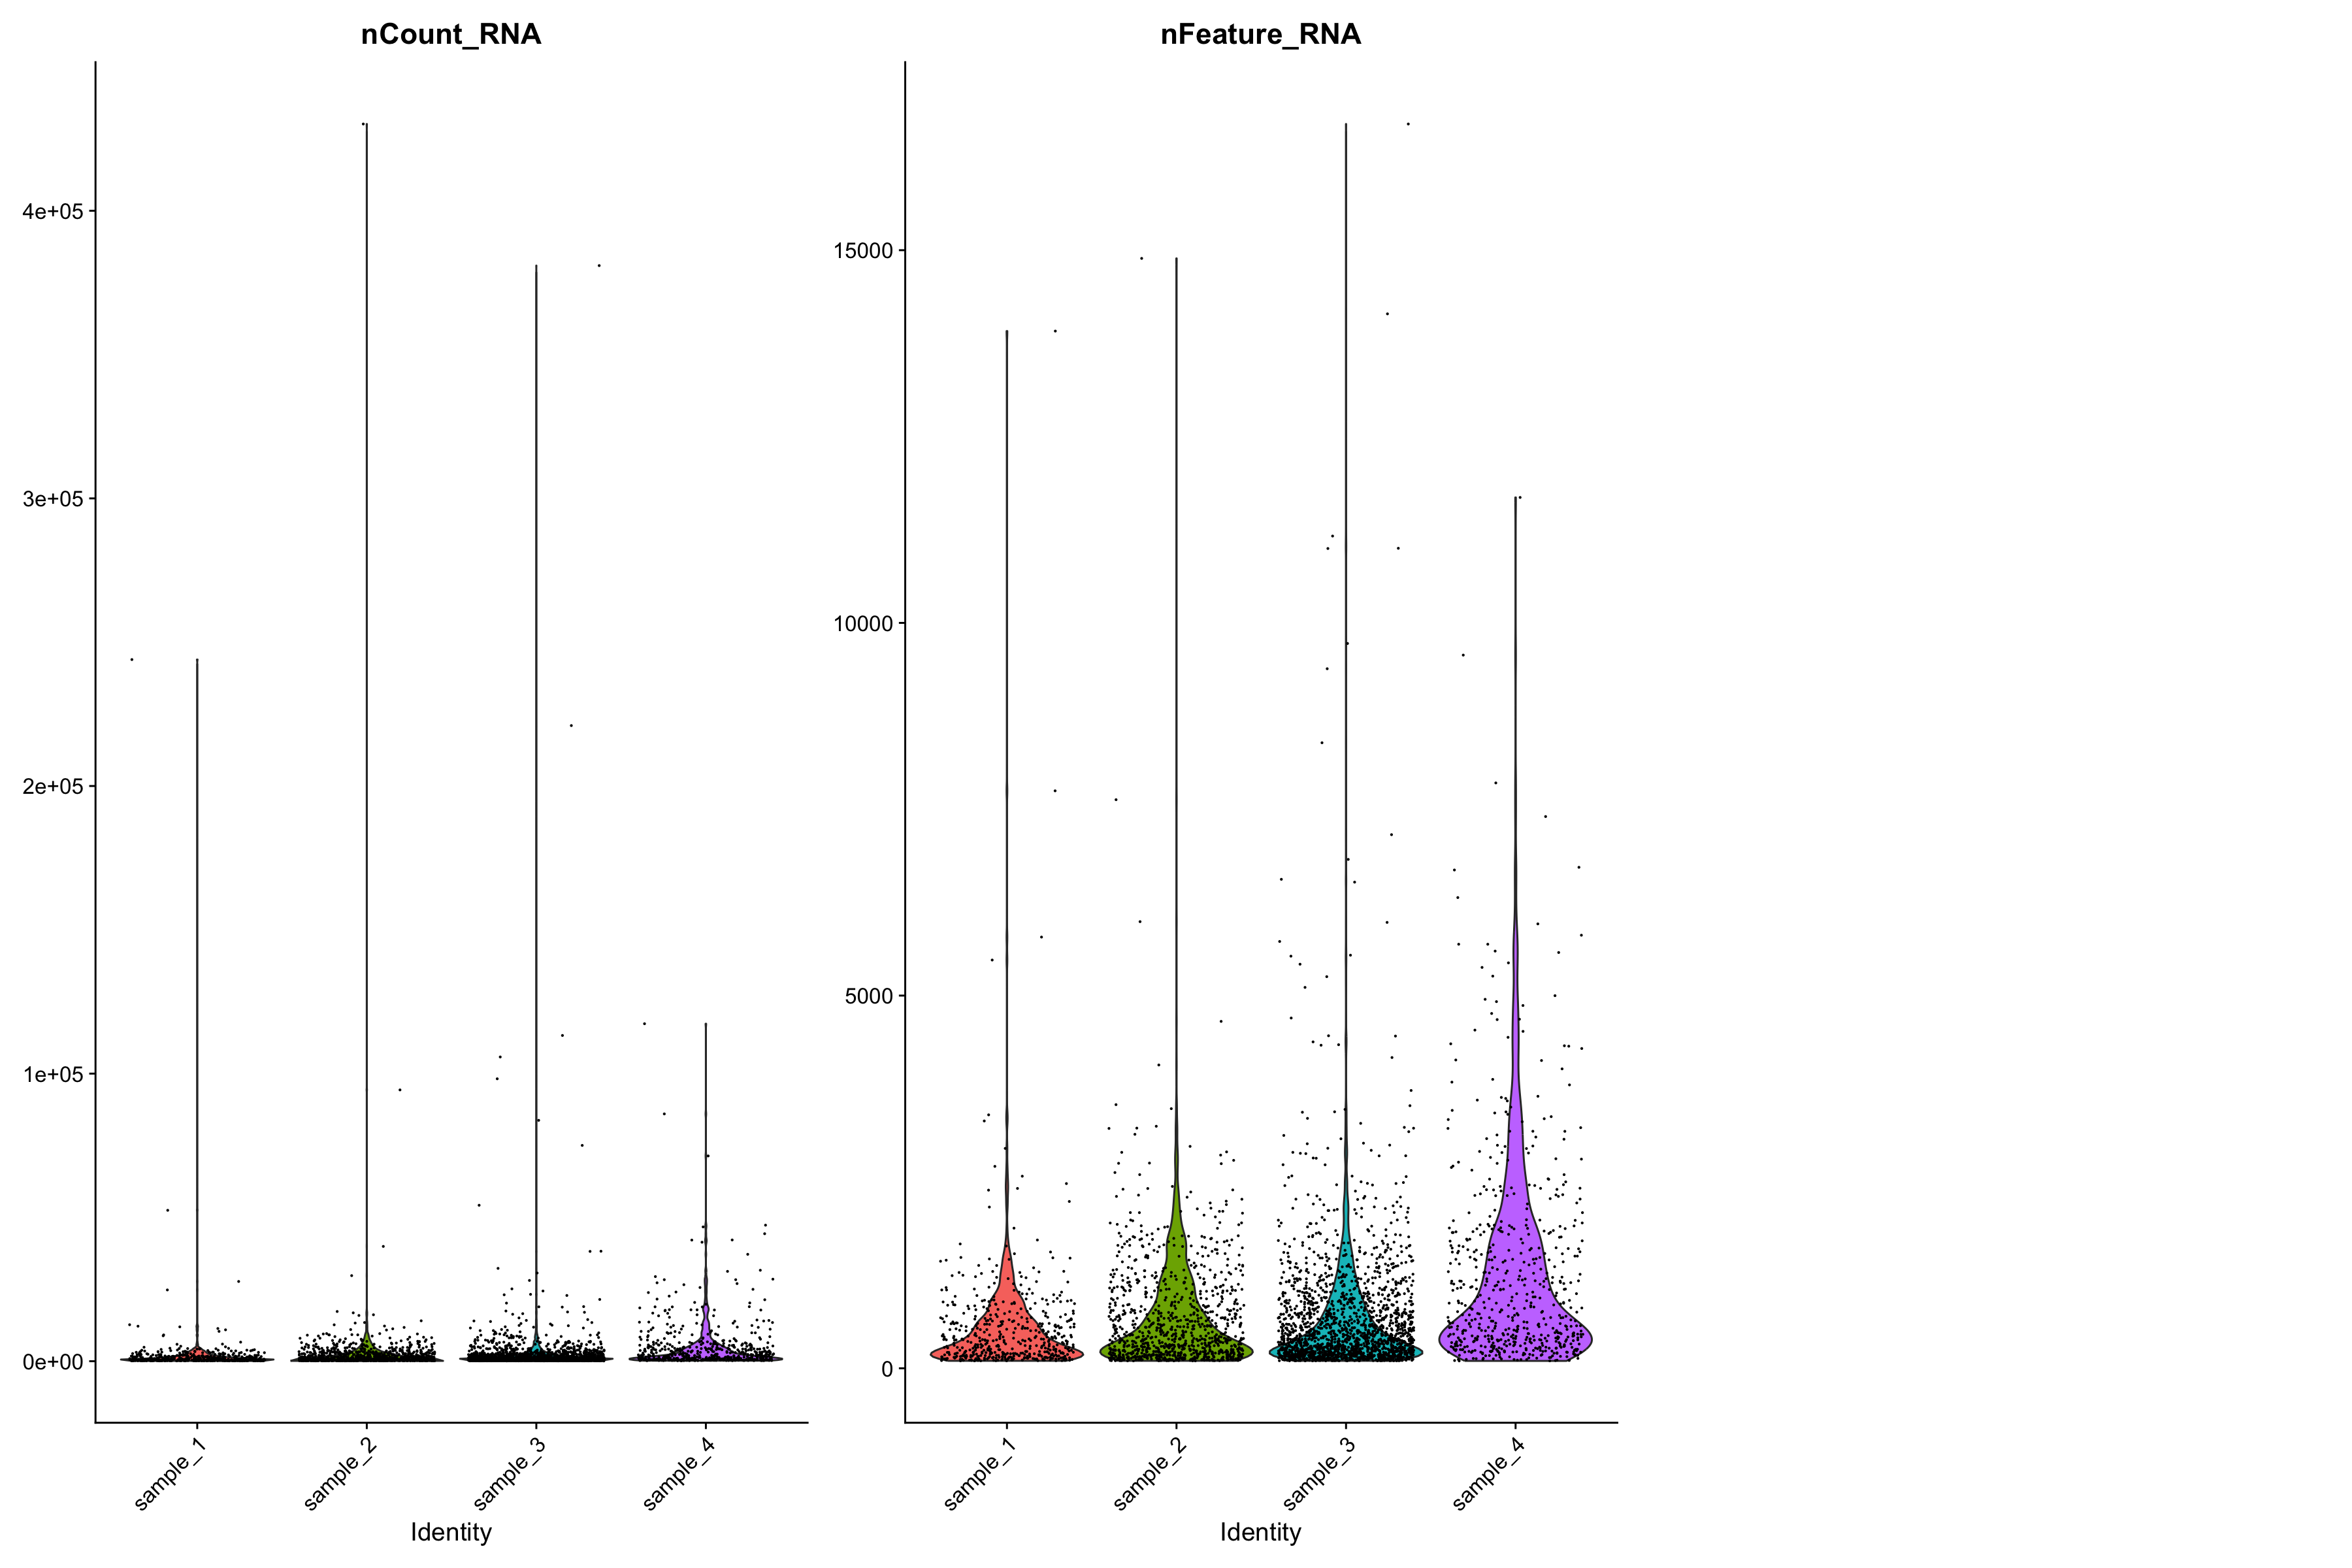 nCount_RNA
4e+05
3e+05
2e+05
1e+05
0e+00
sample_1
sample_2
sample_3
sample_4
Identity
nFeature_RNA
15000
10000
5000
0
sample_1
sample_2
sample_3
sample_4
Identity